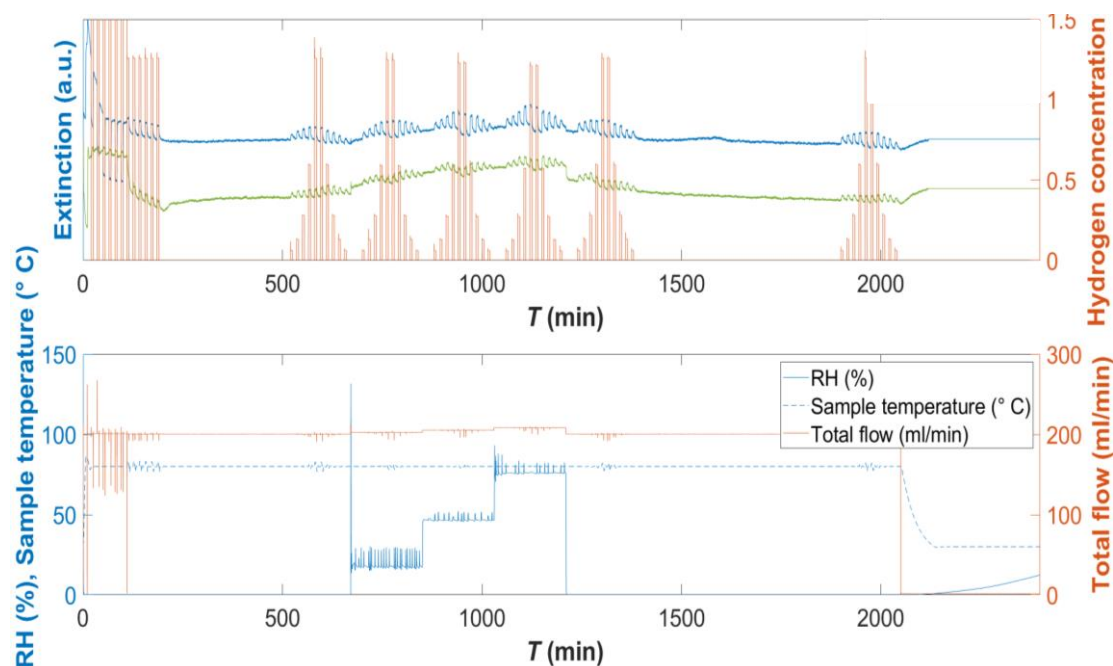 Extinction (a.u.)
1.5
1
0.5
0
Hydrogen concentration
0
500
1000
1500
2000
T (min)
RH (%), Sample temperature (° C)
150
100
50
0
RH (%)
Sample temperature (° C)
Total flow (ml/min)
300
200
100
0
Total flow (ml/min)
0
500
1000
1500
2000
T (min)